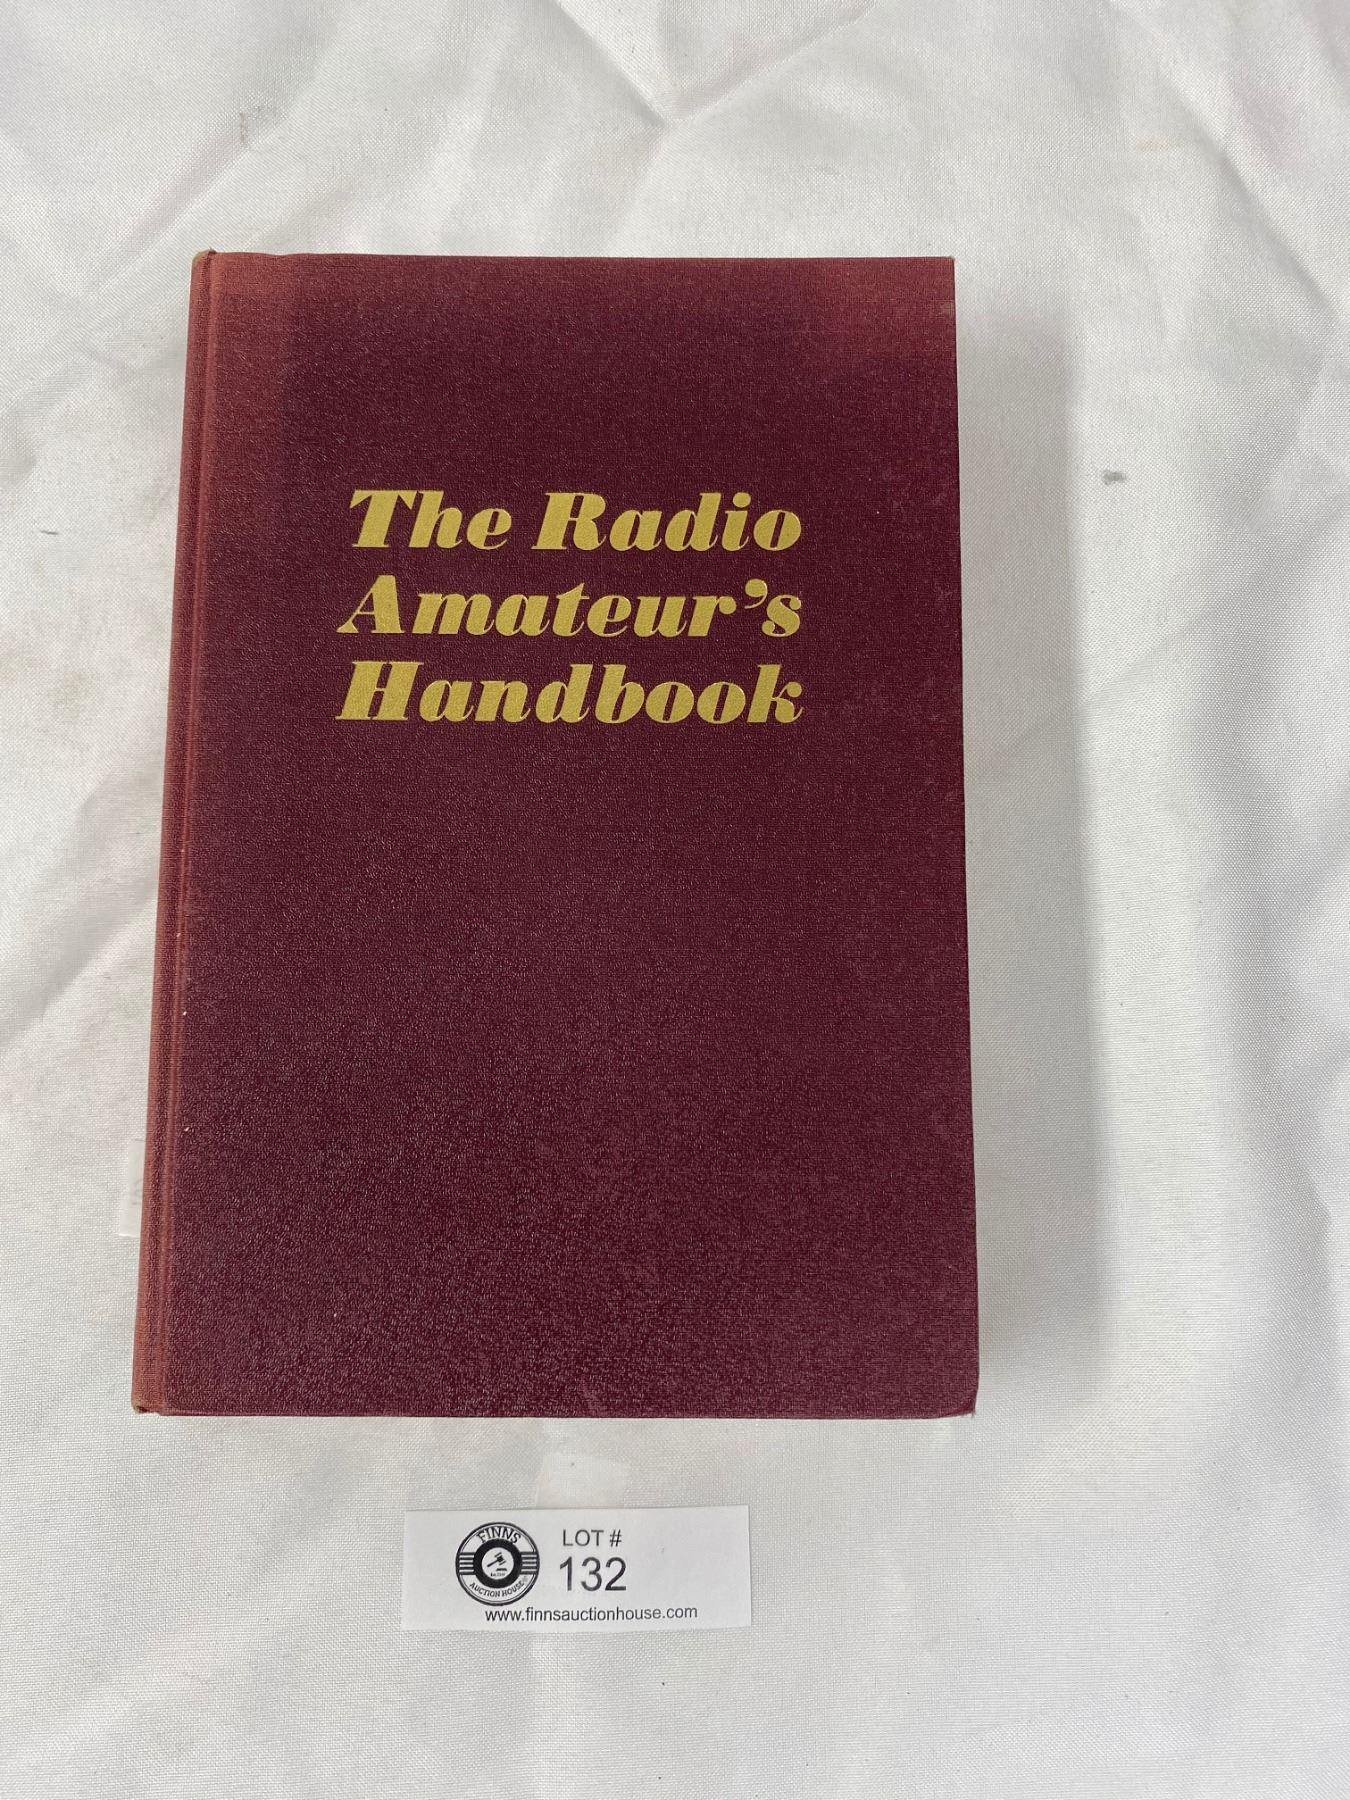 The Radio
Amateur's
Handbook
FINNS
AUCTION HOUSE
LOT #
132
www.finnsauctionhouse.com